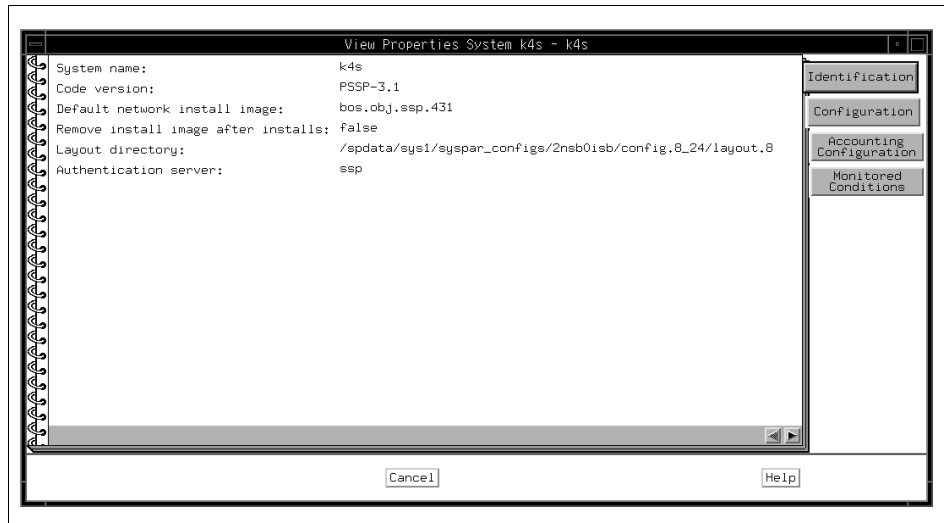 View Properties System k4s - k4s
System name: k4s
Code version: PSSP-3.1
Default network install image: bos.obj.ssp.431
Remove install image after installs: false
Layout directory: /spdata/sys1/syspar_configs/2nsb0isb/config.8_24/layout.8
Authentication server: ssp
Identification
Configuration
Accounting
Configuration
Monitored
Conditions
Cancel
Help